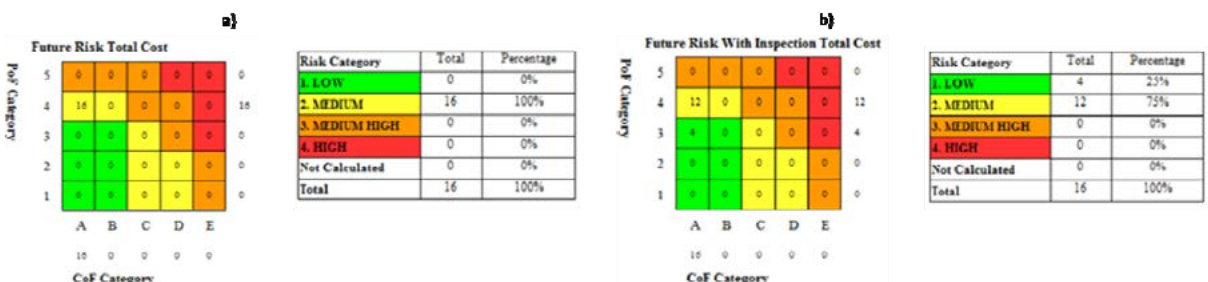 a)
Future Risk Total Cost
PoF Category
5 0 0 0 0 0 0
4 16 0 0 0 0 16
3 0 0 0 0 0 0
2 0 0 0 0 0 0
1 0 0 0 0 0 0
A B C D E
16 0 0 0 0
CoF Category
Risk Category Total Percentage
1. LOW 0 0%
2. MEDIUM 16 100%
3. MEDIUM HIGH 0 0%
4. HIGH 0 0%
Not Calculated 0 0%
Total 16 100%
b)
Future Risk With Inspection Total Cost
PoF Category
5 0 0 0 0 0 0
4 12 0 0 0 0 12
3 4 0 0 0 0 4
2 0 0 0 0 0 0
1 0 0 0 0 0 0
A B C D E
16 0 0 0 0
CoF Category
Risk Category Total Percentage
1. LOW 4 25%
2. MEDIUM 12 75%
3. MEDIUM HIGH 0 0%
4. HIGH 0 0%
Not Calculated 0 0%
Total 16 100%